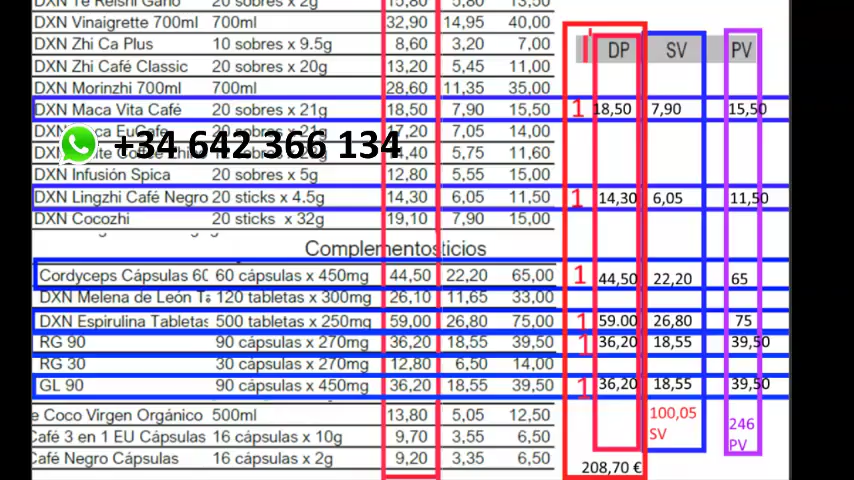 DXN Té Reishi Gano 20 sobres x 2g 15,80 5,80 13,50
DXN Vinaigrette 700ml 700ml 32,90 14,95 40,00
DXN Zhi Ca Plus 10 sobres x 9.5g 8,60 3,20 7,00
DP SV PV
DXN Zhi Café Classic 20 sobres x 20g 13,20 5,45 11,00
DXN Morinzhi 700ml 700ml 28,60 11,35 35,00
DXN Maca Vita Café 20 sobres x 21g 18,50 7,90 15,50 1 18,50 7,90 15,50
20 sobres x 21g 17,20 7,05 14,00
+34 642 366 134
5,75 11,60
DXN Infusión Spica 20 sobres x 5g 12,80 5,55 15,00
DXN Lingzhi Café Negro 20 sticks x 4.5g 14,30 6,05 11,50 1 14,30 6,05 11,50
DXN Cocozhi 20 sticks x 32g 19,10 7,90 15,00
Cordyceps Cápsulas 60 60 cápsulas x 450mg 44,50 22,20 65,00 1 44,50 22,20 65
DXN Melena de León 120 tabletas x 300mg 26,10 11,65 33,00
DXN Espirulina Tabletas 500 tabletas x 250mg 59,00 26,80 75,00 1 59.00 26,80 75
RG 90 90 cápsulas x 270mg 36,20 18,55 39,50 1 36,20 18,55 39,50
RG 30 30 cápsulas x 270mg 12,80 6,50 14,00
GL 90 90 cápsulas x 450mg 36,20 18,55 39,50 1 36,20 18,55 39,50
e Coco Virgen Orgánico 500ml 13,80 5,05 12,50
100,05
SV
246
PV
Café 3 en 1 EU Cápsulas 16 cápsulas x 10g 9,70 3,55 6,50
Café Negro Cápsulas 16 cápsulas x 2g 9,20 3,35 6,50
208,70 €